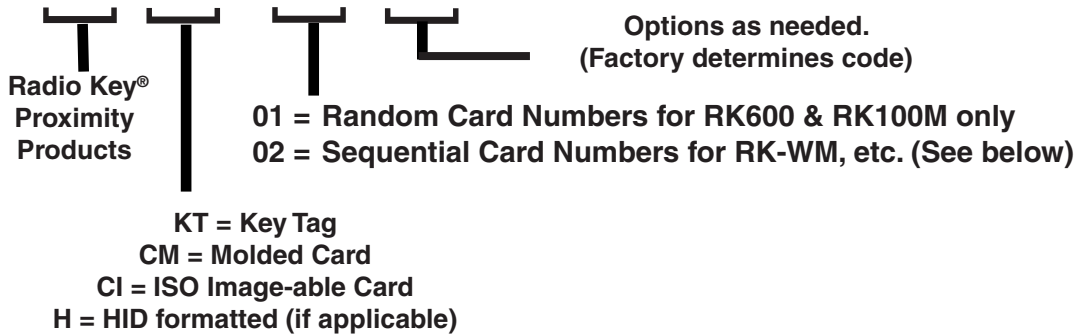 Options as needed.
(Factory determines code)
Radio Key®
Proximity
Products
01 = Random Card Numbers for RK600 & RK100M only
02 = Sequential Card Numbers for RK-WM, etc. (See below)
KT = Key Tag
CM = Molded Card
CI = ISO Image-able Card
H = HID formatted (if applicable)